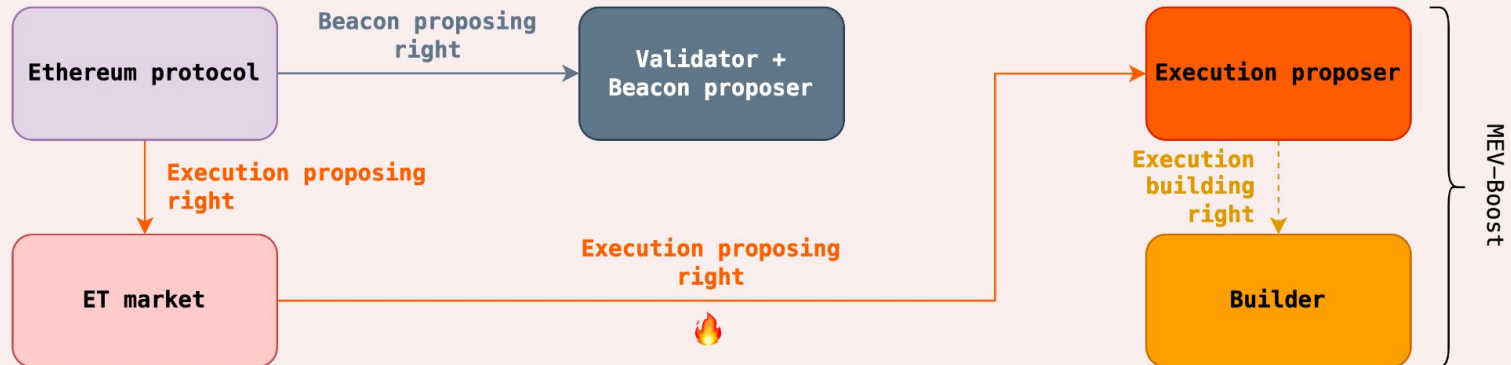 Ethereum protocol
Beacon proposing
right
Validator +
Beacon proposer
Execution proposer
Execution proposing
right
Execution
building
right
ET market
Execution proposing
right
Builder
MEV-Boost